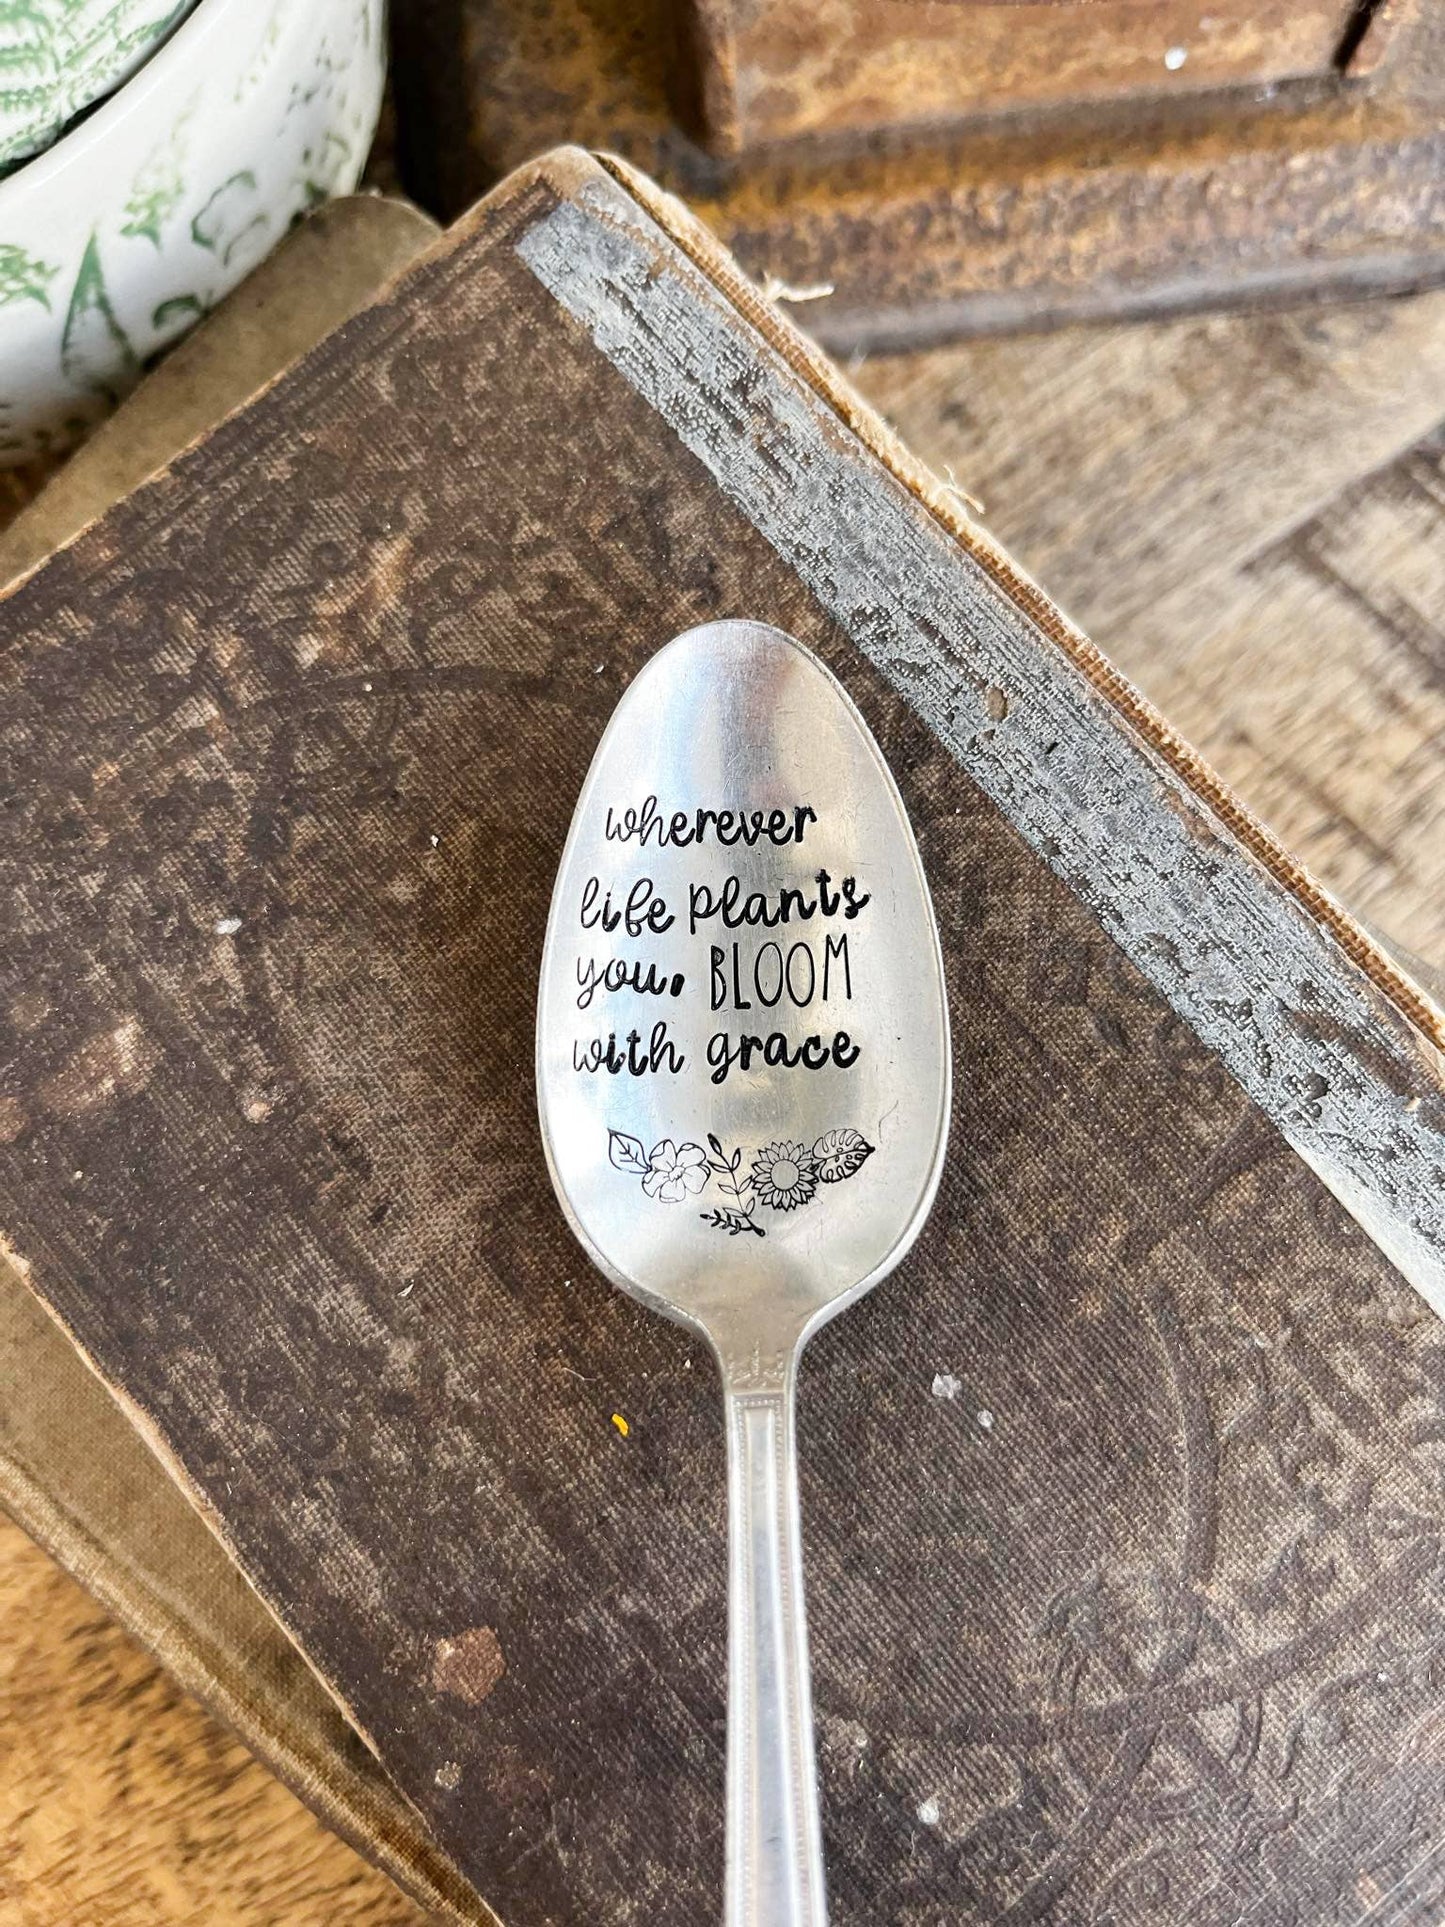 wherever
life plants
you, BLOOM
with grace